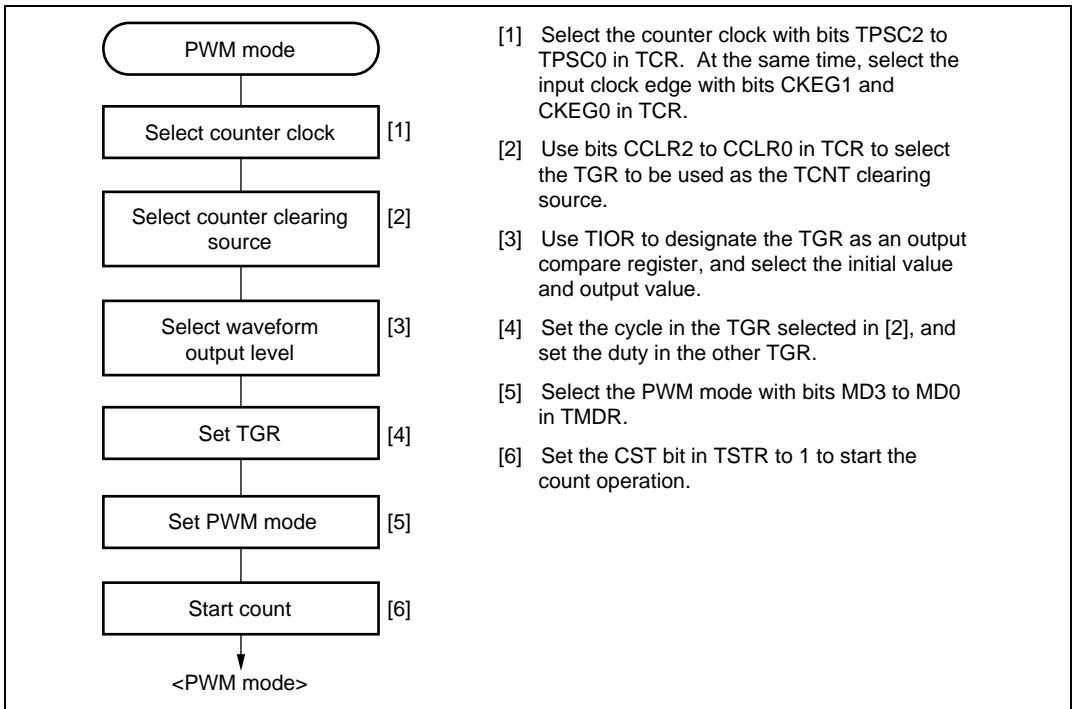 PWM mode
Select counter clock
[1]
Select counter clearing
source
[2]
Select waveform
output level
[3]
Set TGR
[4]
Set PWM mode
[5]
Start count
[6]
<PWM mode>
[1] Select the counter clock with bits TPSC2 to
TPSC0 in TCR. At the same time, select the
input clock edge with bits CKEG1 and
CKEG0 in TCR.
[2] Use bits CCLR2 to CCLR0 in TCR to select
the TGR to be used as the TCNT clearing
source.
[3] Use TIOR to designate the TGR as an output
compare register, and select the initial value
and output value.
[4] Set the cycle in the TGR selected in [2], and
set the duty in the other TGR.
[5] Select the PWM mode with bits MD3 to MD0
in TMDR.
[6] Set the CST bit in TSTR to 1 to start the
count operation.